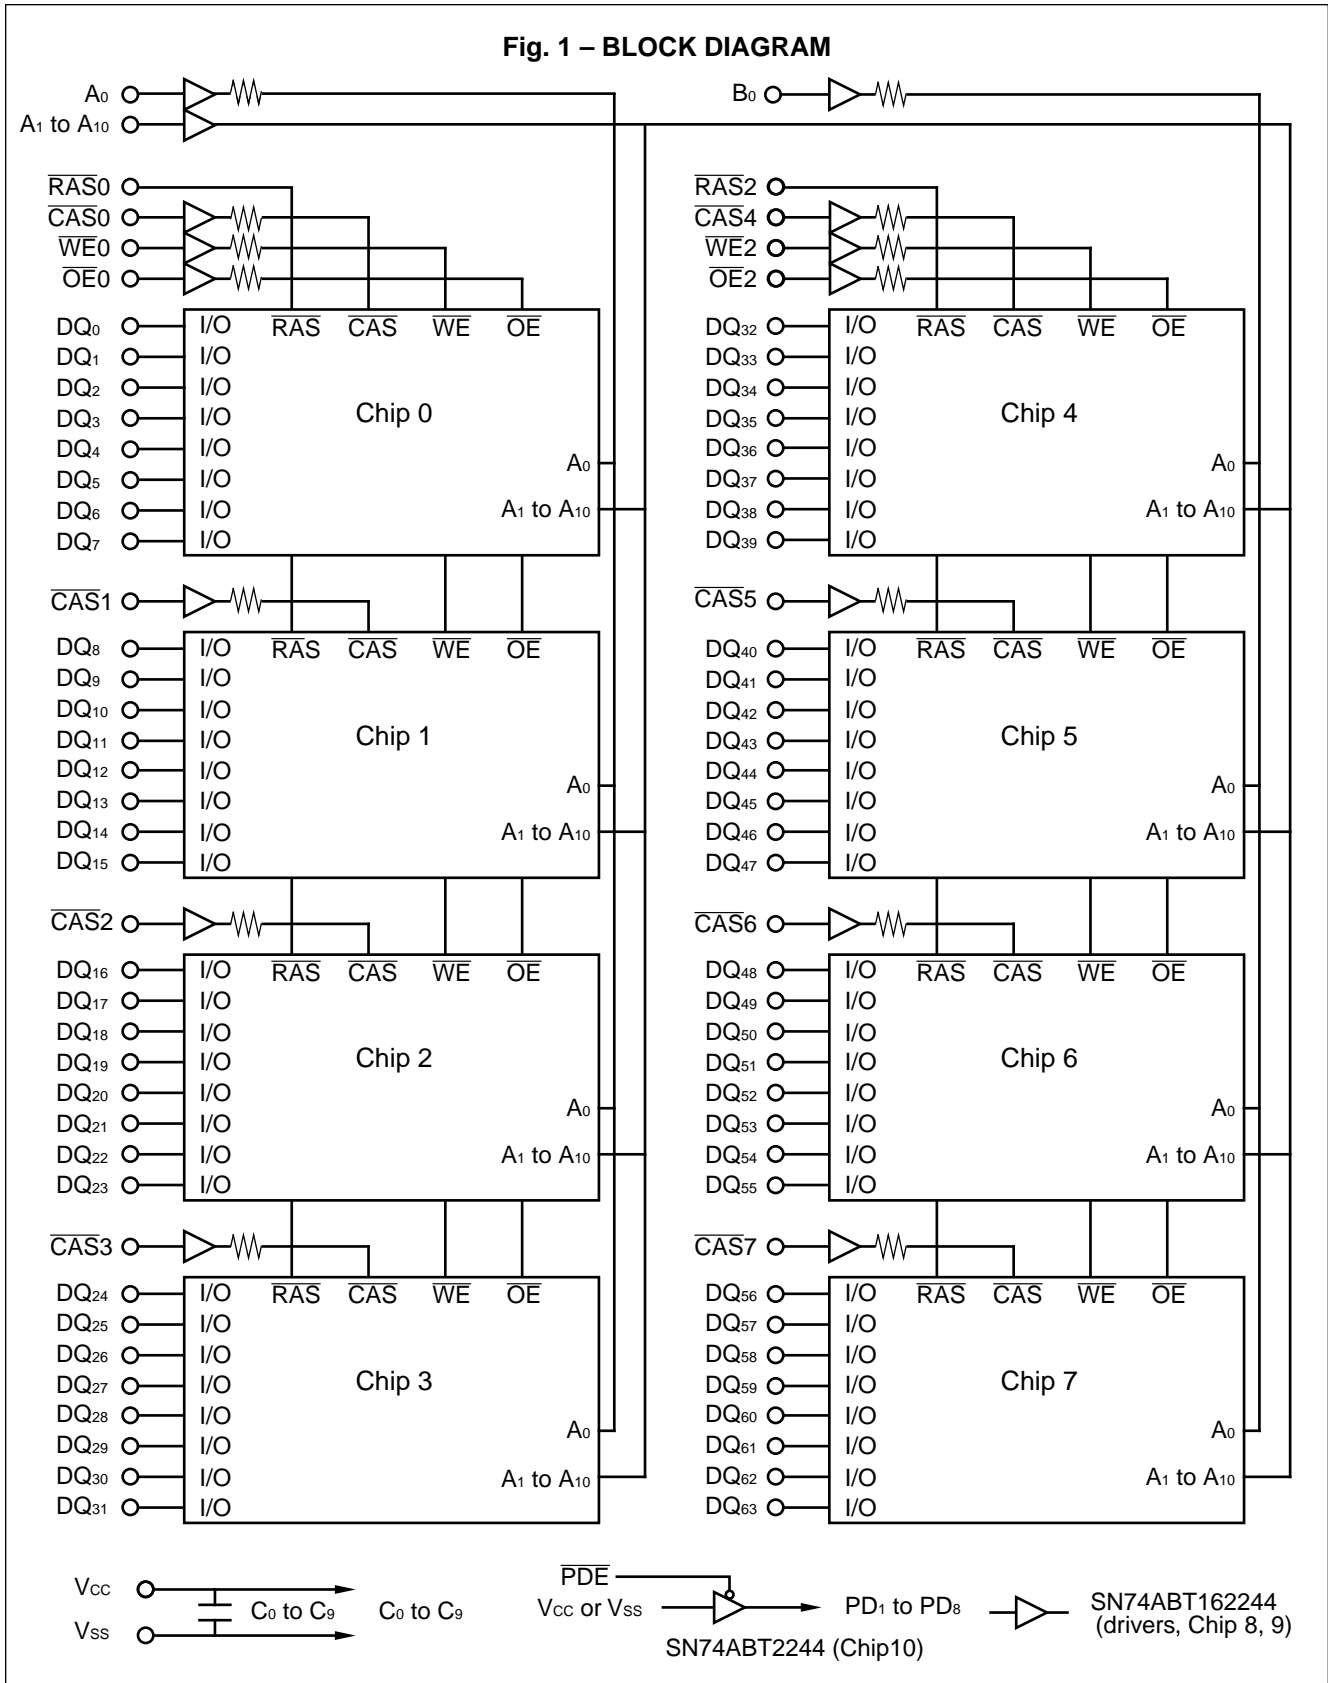 Fig. 1 – BLOCK DIAGRAM
A0
B0
A1 to A10
RAS0
CAS0
WE0
OE0
RAS2
CAS4
WE2
OE2
DQ0 I/O RAS CAS WE OE
DQ1 I/O
DQ2 I/O
DQ3 I/O
Chip 0
DQ4 I/O
DQ5 I/O
A0
DQ6 I/O
A1 to A10
DQ7 I/O
DQ32 I/O RAS CAS WE OE
DQ33 I/O
DQ34 I/O
DQ35 I/O
Chip 4
DQ36 I/O
DQ37 I/O
A0
DQ38 I/O
A1 to A10
DQ39 I/O
CAS1
DQ8 I/O RAS CAS WE OE
DQ9 I/O
DQ10 I/O
DQ11 I/O
Chip 1
DQ12 I/O
DQ13 I/O
A0
DQ14 I/O
A1 to A10
DQ15 I/O
CAS5
DQ40 I/O RAS CAS WE OE
DQ41 I/O
DQ42 I/O
DQ43 I/O
Chip 5
DQ44 I/O
DQ45 I/O
A0
DQ46 I/O
A1 to A10
DQ47 I/O
CAS2
DQ16 I/O RAS CAS WE OE
DQ17 I/O
DQ18 I/O
DQ19 I/O
Chip 2
DQ20 I/O
DQ21 I/O
A0
DQ22 I/O
A1 to A10
DQ23 I/O
CAS6
DQ48 I/O RAS CAS WE OE
DQ49 I/O
DQ50 I/O
DQ51 I/O
Chip 6
DQ52 I/O
DQ53 I/O
A0
DQ54 I/O
A1 to A10
DQ55 I/O
CAS3
DQ24 I/O RAS CAS WE OE
DQ25 I/O
DQ26 I/O
DQ27 I/O
Chip 3
DQ28 I/O
DQ29 I/O
A0
DQ30 I/O
A1 to A10
DQ31 I/O
CAS7
DQ56 I/O RAS CAS WE OE
DQ57 I/O
DQ58 I/O
DQ59 I/O
Chip 7
DQ60 I/O
DQ61 I/O
A0
DQ62 I/O
A1 to A10
DQ63 I/O
VCC
C0 to C9 C0 to C9
VSS
PDE
VCC or VSS PD1 to PD8
SN74ABT2244 (Chip10)
SN74ABT162244
(drivers, Chip 8, 9)